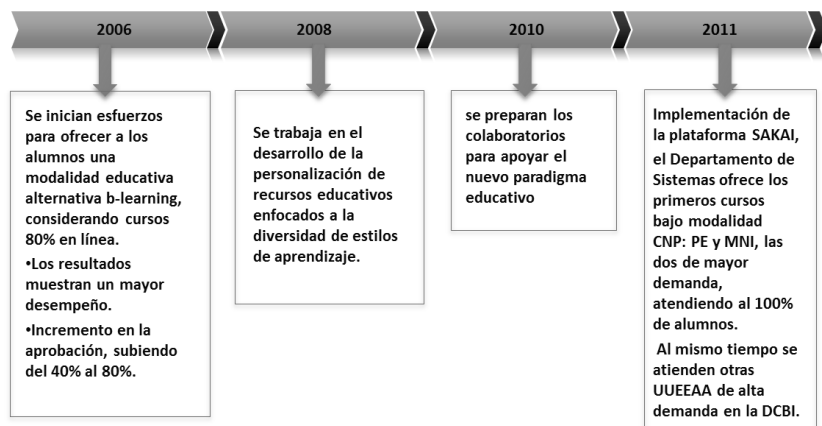 2006
2008
2010
2011
Se inician esfuerzos
para ofrecer a los
alumnos una
modalidad educativa
alternativa b-learning,
considerando cursos
80% en línea.
•Los resultados
muestran un mayor
desempeño.
•Incremento en la
aprobación, subiendo
del 40% al 80%.
Se trabaja en el
desarrollo de la
personalización de
recursos educativos
enfocados a la
diversidad de estilos
de aprendizaje.
se preparan los
colaboratorios
para apoyar el
nuevo paradigma
educativo
Implementación de
la plataforma SAKAI,
el Departamento de
Sistemas ofrece los
primeros cursos
bajo modalidad
CNP: PE y MNI, las
dos de mayor
demanda,
atendiendo al 100%
de alumnos.
Al mismo tiempo se
atienden otras
UUEEAA de alta
demanda en la DCBI.